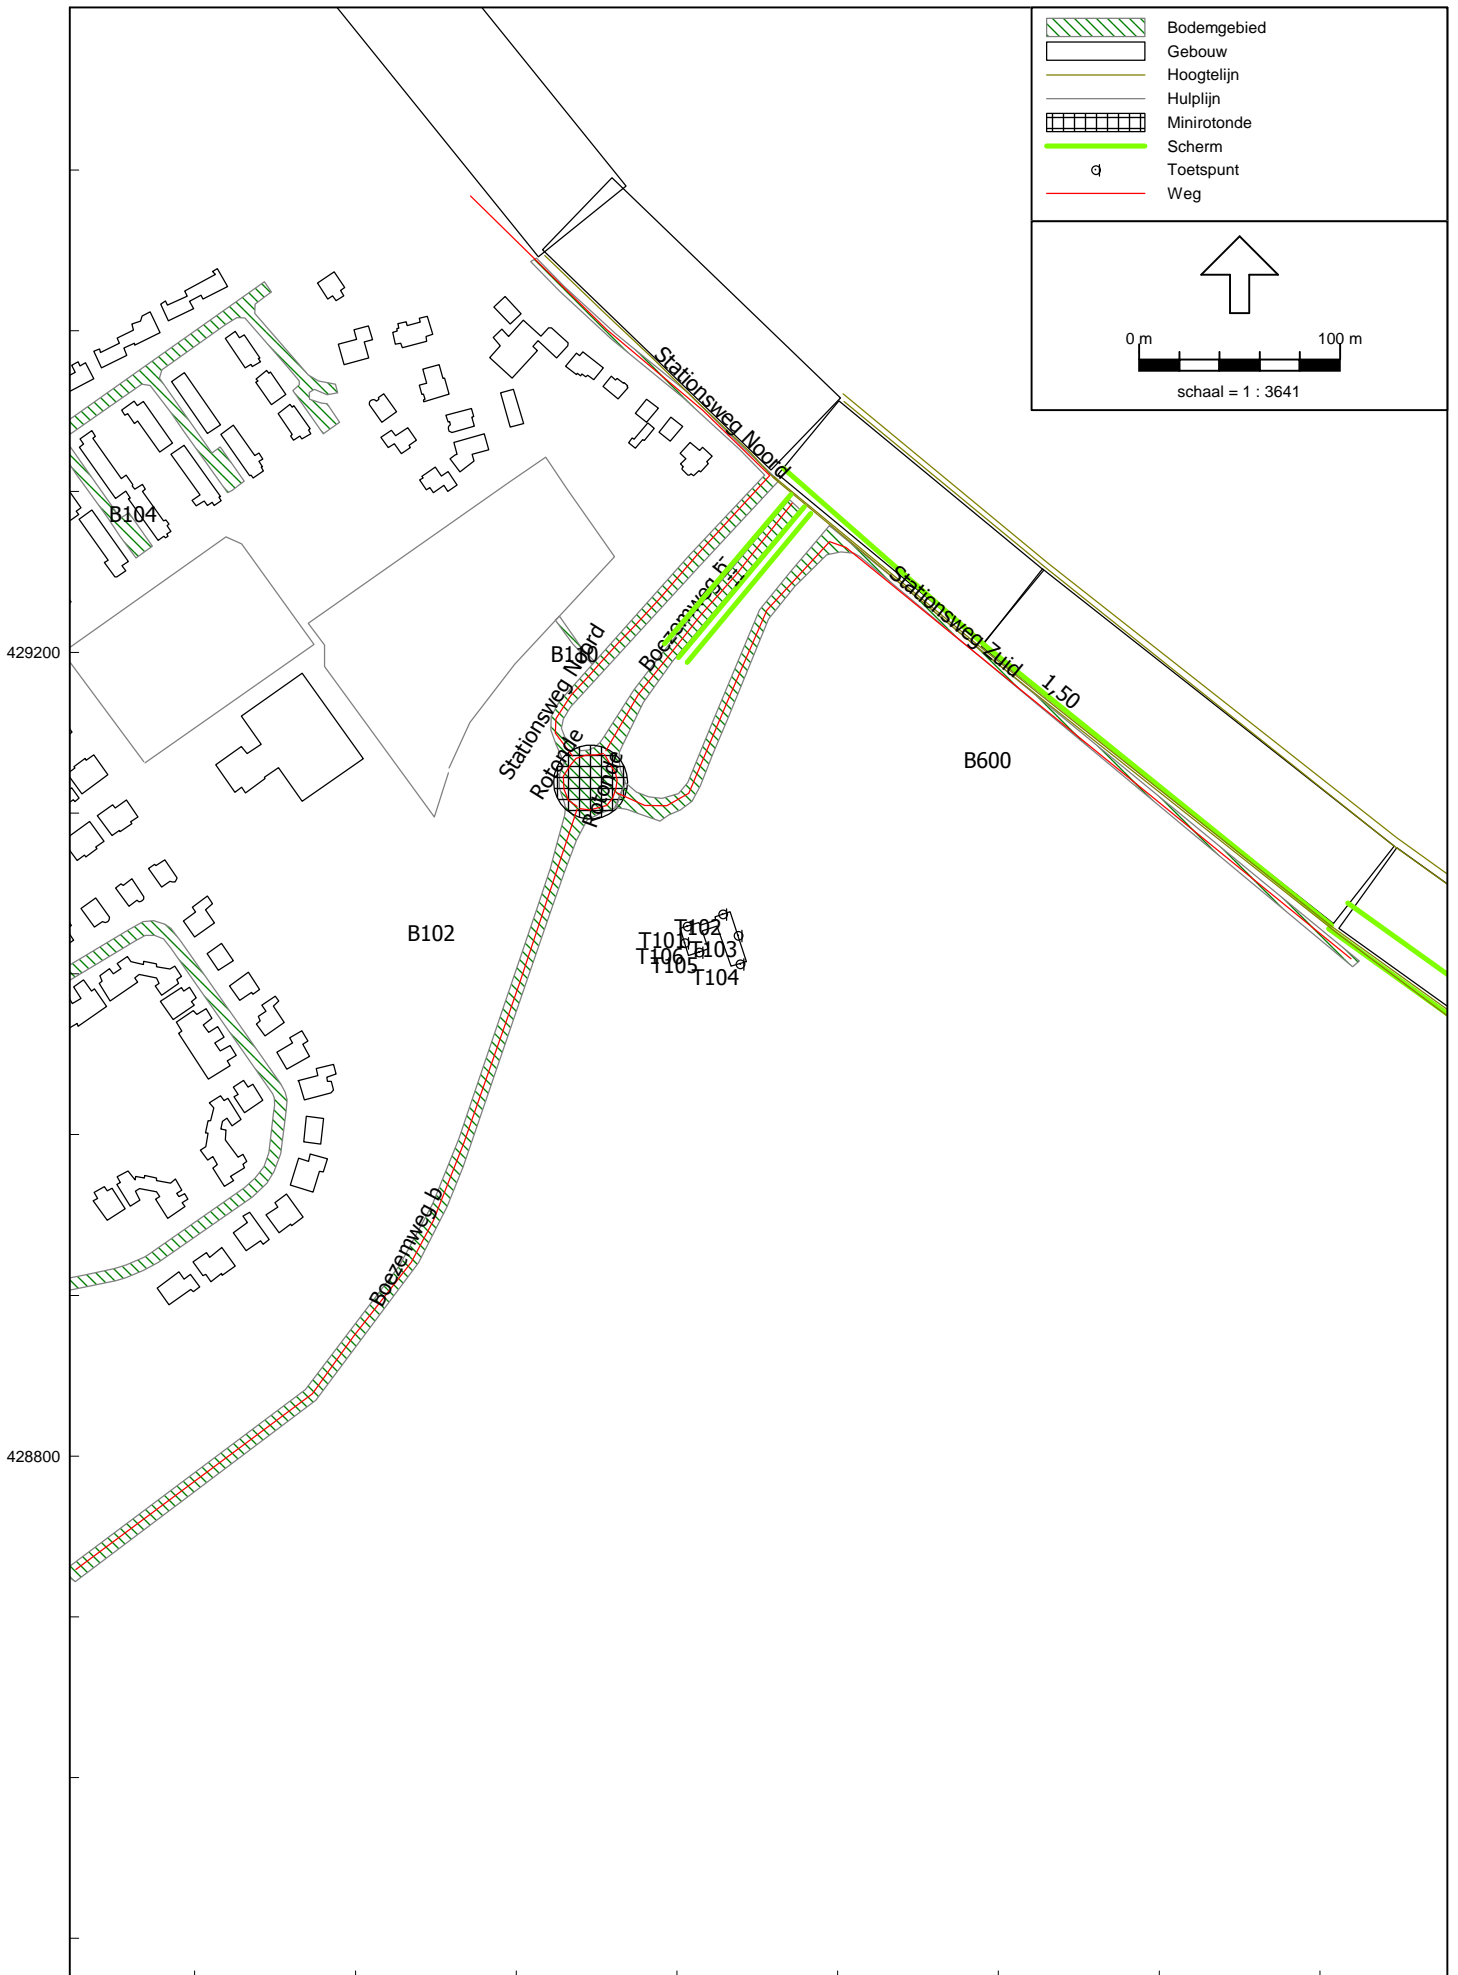 Bodemgebied
Gebouw
Hoogtelijn
Hulplijn
Minirotonde
Scherm
Toetspunt
Weg
0 m 100 m
schaal = 1 : 3641
Stationsweg Noord
B104
Boezemweg
Stationsweg Zuid
429200
Stationsweg Noord
1,50
Rotonde
Rotonde
B600
B102
T102
T101
T103
T106
T105
T104
Boezemweg b
428800